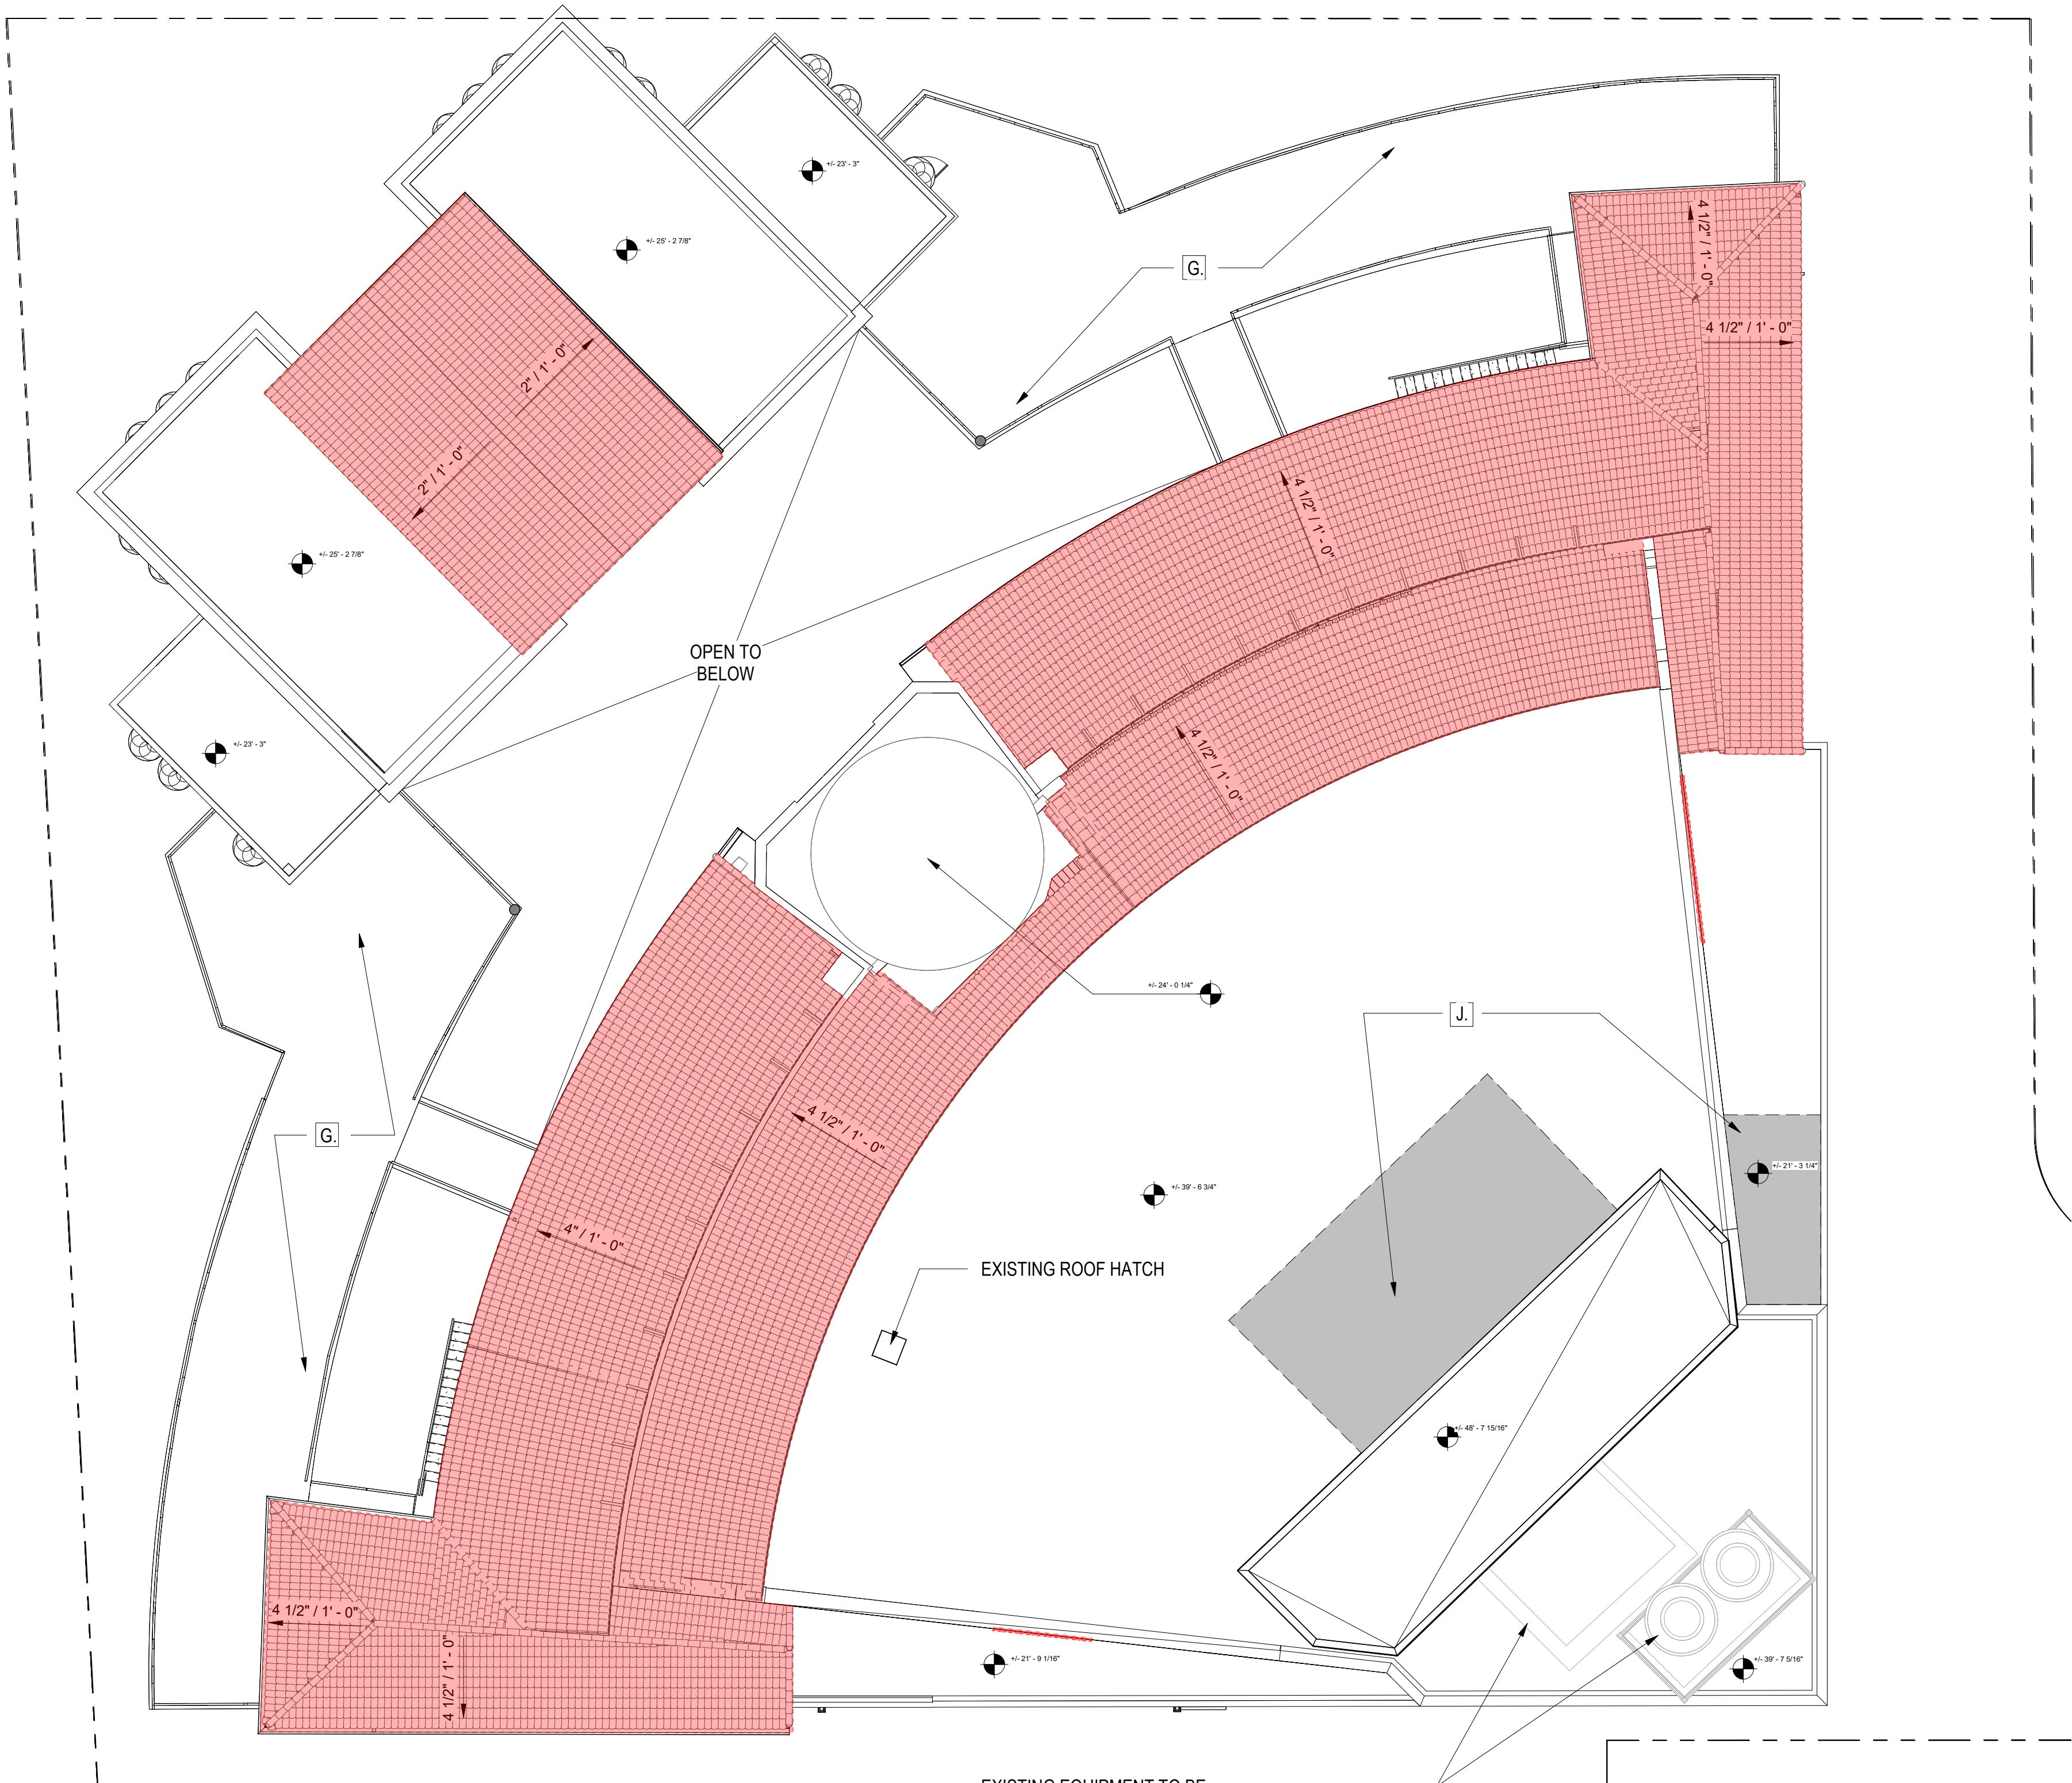 +/- 23' - 3"
+/- 25' - 2 7/8"
G.
4 1/2" / 1' - 0"
4 1/2" / 1' - 0"
2" / 1' - 0"
2" / 1' - 0"
4 1/2" / 1' - 0"
+/- 25' - 2 7/8"
OPEN TO
BELOW
+/- 23' - 3"
4 1/2" / 1' - 0"
+/- 24' - 0 1/4"
J.
4 1/2" / 1' - 0"
G.
+/- 21' - 3 1/4"
+/- 39' - 6 3/4"
4" / 1' - 0"
EXISTING ROOF HATCH
+/- 48' - 7 15/16"
4 1/2" / 1' - 0"
4 1/2" / 1' - 0"
+/- 21' - 9 1/16"
+/- 39' - 7 5/16"
EXISTING EQUIPMENT TO BE